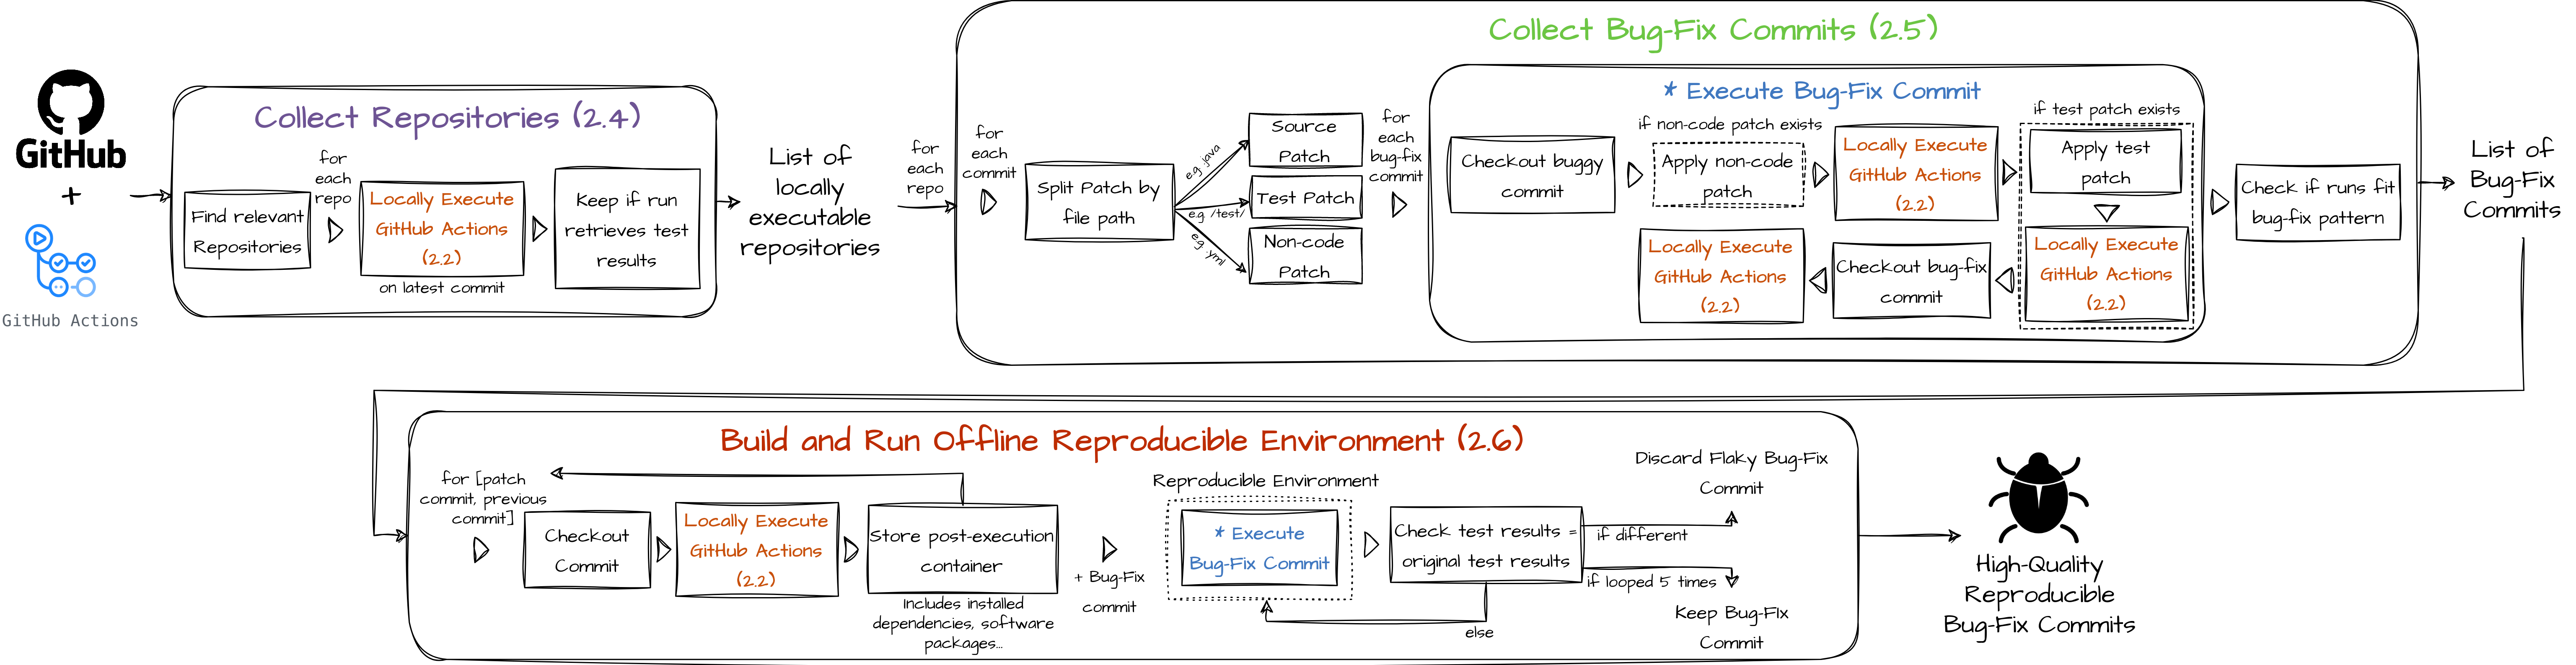 GitHub
+
GitHub Actions
Collect Repositories (2.4)
Find relevant
Repositories
for
each
repo
Locally Execute
GitHub Actions
(2.2)
on latest commit
Keep if run
retrieves test
results
List of
locally
executable
repositories
for
each
repo
Collect Bug-Fix Commits (2.5)
for
each
commit
Split Patch by
file path
e.g. .java
e.g. /test/
e.g. .yml
Source
Patch
Test Patch
Non-code
Patch
for
each
bug-fix
commit
* Execute Bug-Fix Commit
Checkout buggy
commit
if non-code patch exists
Apply non-code
patch
Locally Execute
GitHub Actions
(2.2)
if test patch exists
Apply test
patch
Locally Execute
GitHub Actions
(2.2)
Checkout bug-fix
commit
Locally Execute
GitHub Actions
(2.2)
Check if runs fit
bug-fix pattern
List of
Bug-Fix
Commits
Build and Run Offline Reproducible Environment (2.6)
for [patch
commit, previous
commit]
Checkout
Commit
Locally Execute
GitHub Actions
(2.2)
Store post-execution
container
Includes installed
dependencies, software
packages...
+ Bug-Fix
commit
Reproducible Environment
* Execute
Bug-Fix Commit
Check test results =
original test results
else
if different
Discard Flaky Bug-Fix
Commit
if looped 5 times
Keep Bug-Fix
Commit
High-Quality
Reproducible
Bug-Fix Commits